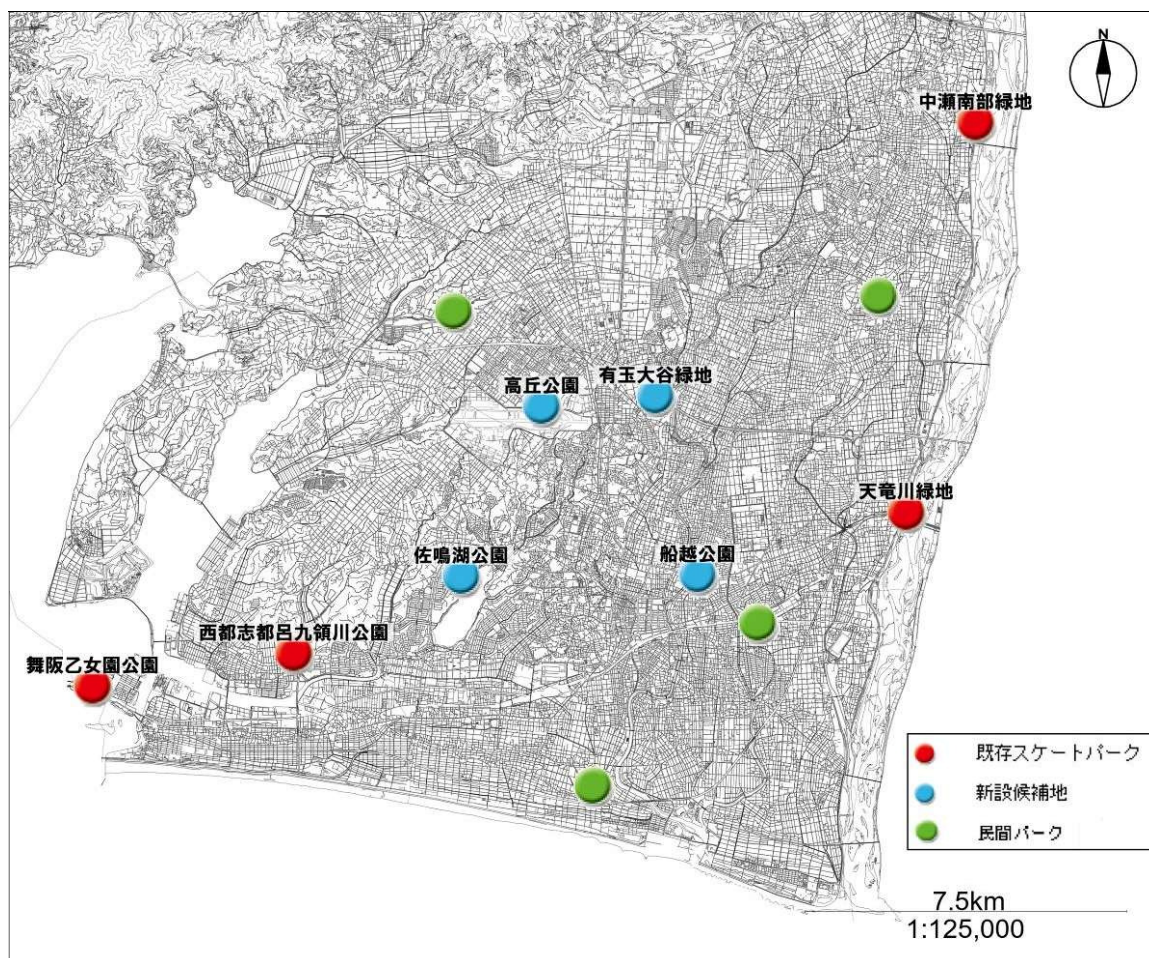 N
中瀬南部緑地
有玉大谷緑地
高丘公園
天竜川緑地
佐鳴湖公園
船越公園
西都志都呂九領川公園
舞阪乙女園公園
既存スケートパーク
新設候補地
民間パーク
7.5km
1:125,000